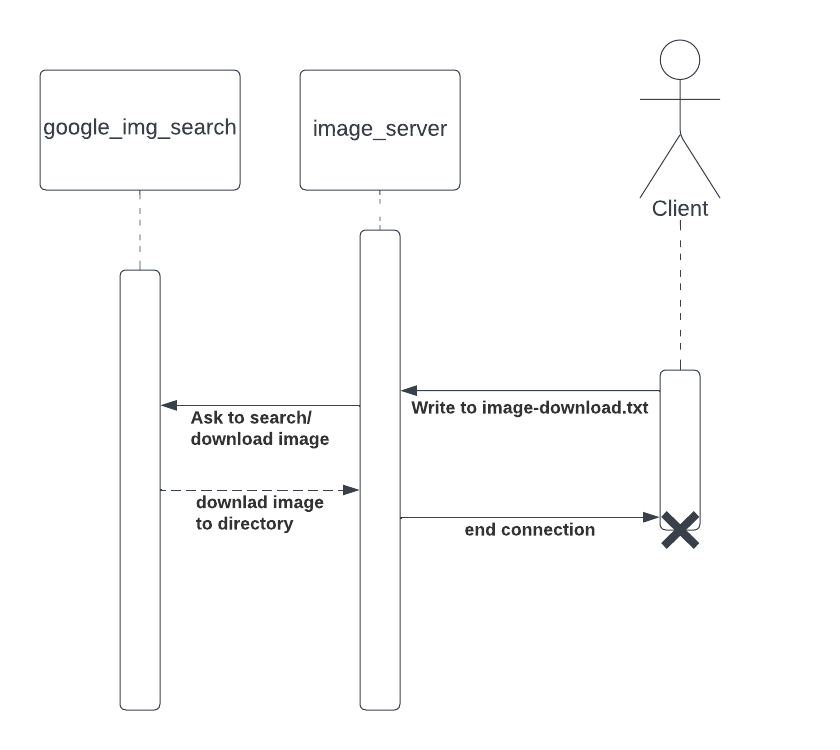 google_img_search
image_server
Client
Write to image-download.txt
Ask to search/
download image
downlad image
to directory
end connection